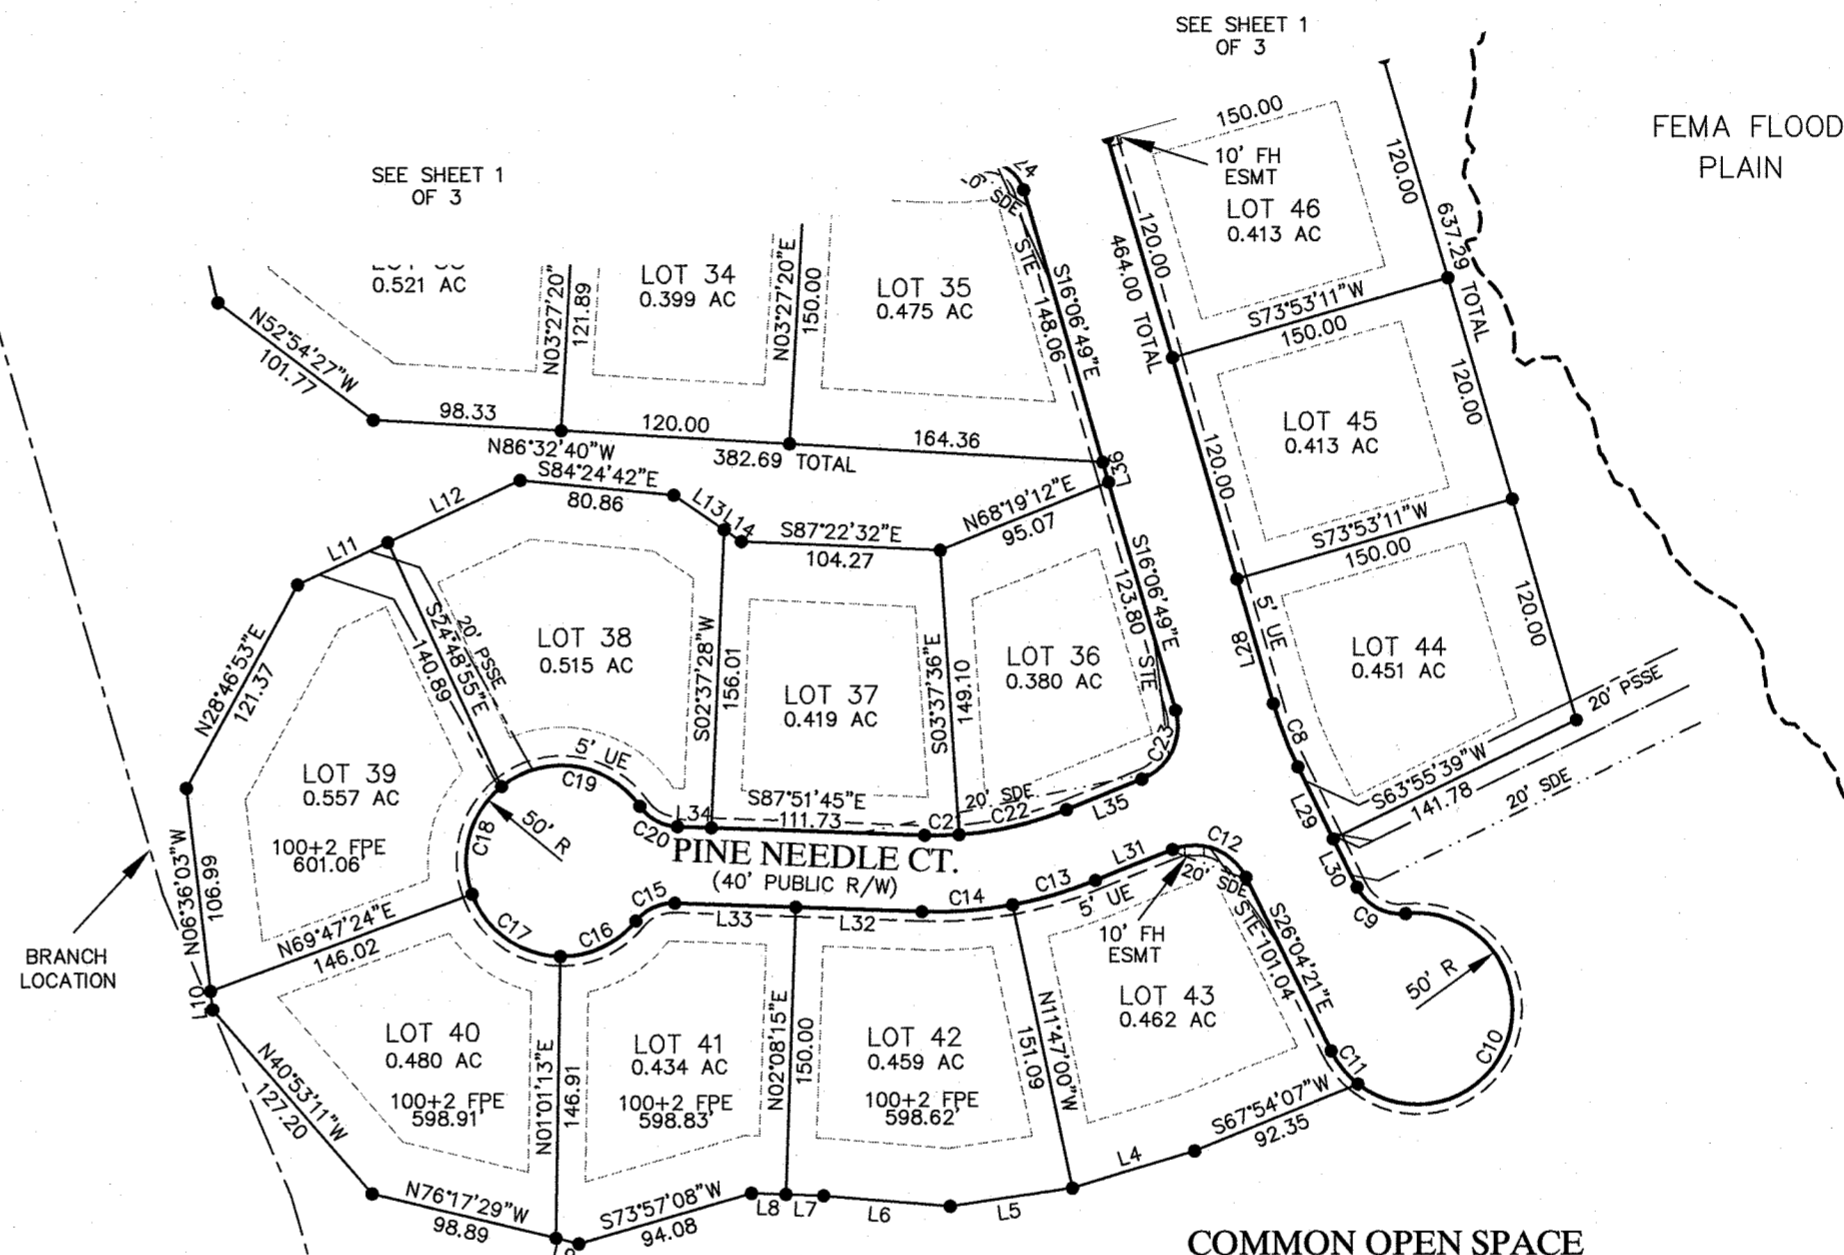 SEE SHEET 1
OF 3
FEMA FLOOD
PLAIN
SEE SHEET 1
OF 3
150.00
10' FH
ESMT
LOT 46
0.413 AC
120.00
637.29 TOTAL
120.00
464.00 TOTAL
S73°53'11"W
150.00
0.521 AC
N03°27'20"
121.89
LOT 34
0.399 AC
N03°27'20"E
150.00
LOT 35
0.475 AC
SDE
STE
S16°06'49"E
148.06
N52°54'27"W
101.77
98.33
120.00
164.36
N86°32'40"W
382.69 TOTAL
L36
LOT 45
0.413 AC
120.00
120.00
S73°53'11"W
150.00
L11
L12
S84°24'42"E
80.86
L13
L14
S87°22'32"E
104.27
N68°19'12"E
95.07
S16°06'49"E
123.80 STE
5' UE
L28
LOT 44
0.451 AC
120.00
20' PSSE
N28°46'53"E
121.37
S24°48'55"E
140.89
20' PSSE
LOT 38
0.515 AC
S02°37'28"W
156.01
LOT 37
0.419 AC
S03°37'36"E
149.10
LOT 36
0.380 AC
C23
C8
L29
S63°55'39"W
141.78
20' SDE
LOT 39
0.557 AC
100+2 FPE
601.06'
C18
50' R
C19
5' UE
C20
L34
S87°51'45"E
111.73
20' SDE
C22
L35
PINE NEEDLE CT.
(40' PUBLIC R/W)
L31
C12
L30
C9
N06°36'03"W
106.99
BRANCH
LOCATION
N69°47'24"E
146.02
C17
C16
C15
L33
L32
C14
C13
5' UE
20' SDE
10' FH
ESMT
S26°04'21"E
STE 101.04
50' R
C10
C11
L10
N40°53'11"W
127.20
LOT 40
0.480 AC
100+2 FPE
598.91'
N01°01'13"E
146.91
LOT 41
0.434 AC
100+2 FPE
598.83'
N02°08'15"E
150.00
LOT 42
0.459 AC
100+2 FPE
598.62'
N11°47'00"W
151.09
LOT 43
0.462 AC
S67°54'07"W
92.35
N76°17'29"W
98.89
S73°57'08"W
94.08
L8
L7
L6
L5
L4
COMMON OPEN SPACE